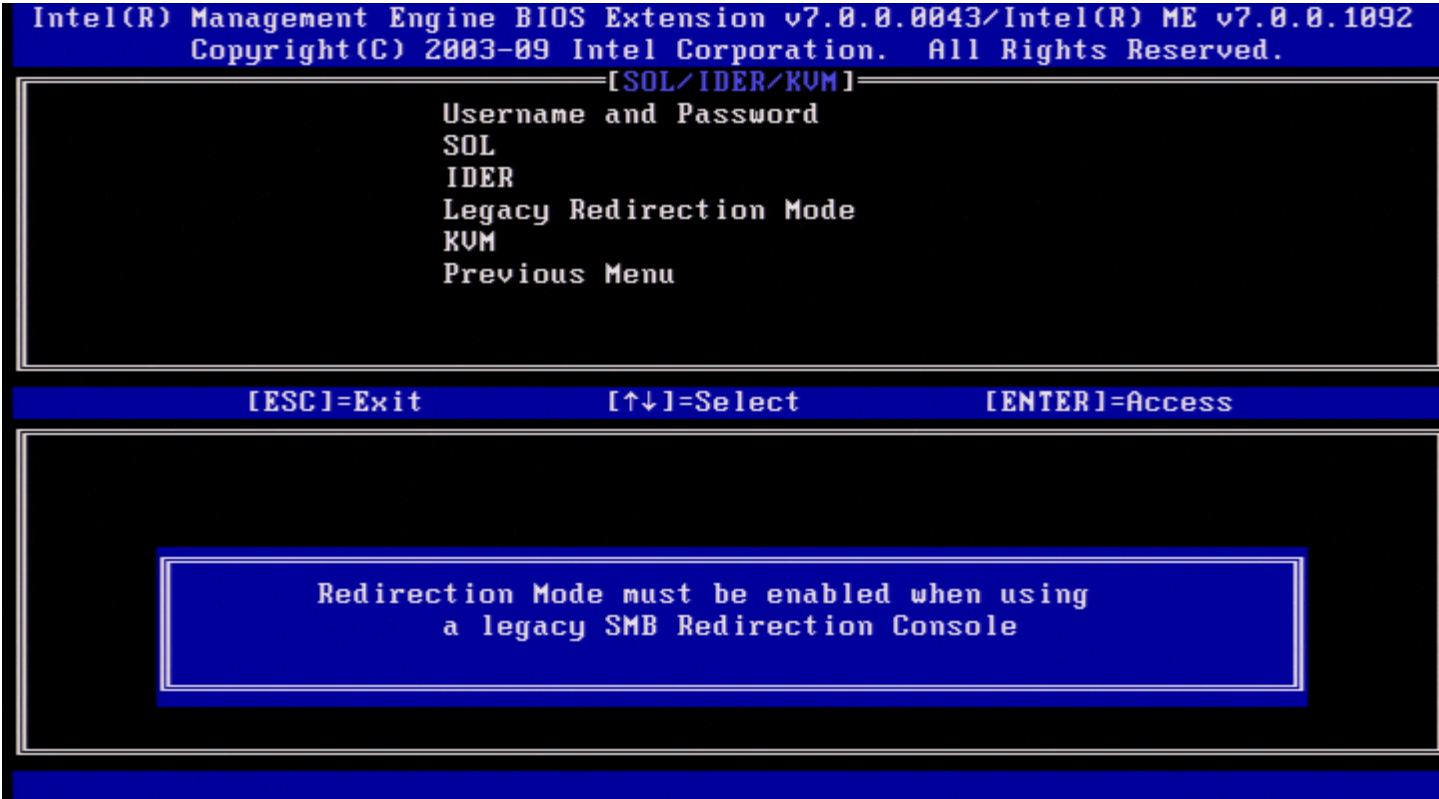 Intel(R) Management Engine BIOS Extension v7.0.0.0043/Intel(R) ME v7.0.0.1092
Copyright(C) 2003-09 Intel Corporation. All Rights Reserved.
[SOL/IDER/KVM]
Username and Password
SOL
IDER
Legacy Redirection Mode
KVM
Previous Menu
[ESC]=Exit [↑↓]=Select [ENTER]=Access
Redirection Mode must be enabled when using
a legacy SMB Redirection Console